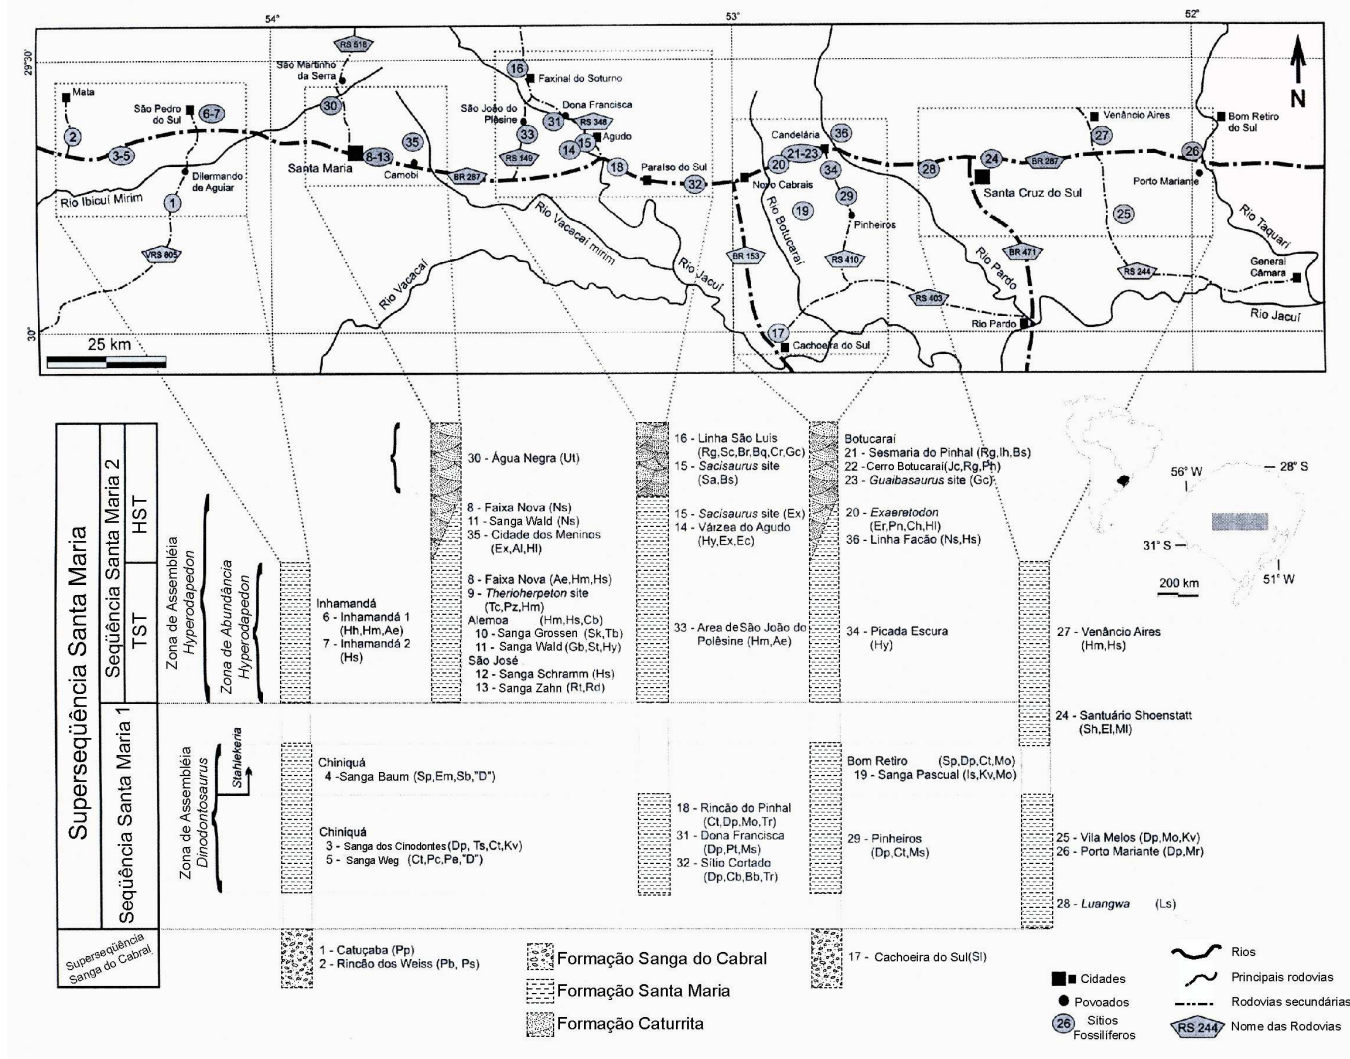 54°
53°
52°
29°30'
30°
RS 516
São Martinho
da Serra
Mata
São Pedro
do Sul
6-7
30
2
3-5
35
Santa Maria
8-13
Camobi
Dilermando
de Aguiar
1
Rio Ibicuí Mirim
VRS 805
25 km
Rio Vacacaí
BR 287
16
Faxinal do Soturno
São João do
Plêsine
Dona Francisca
31
RS 348
33
15
Agudo
14
RS 149
18
Paraíso do Sul
32
Rio Vacacaí mirim
Rio Jacuí
Candelária
36
21-23
20
34
Novo Cabrais
19
29
Pinheiros
Rio Botucaraí
BR 153
RS 410
RS 403
17
Cachoeira do Sul
Rio Pardo
Rio Pardo
28
24
BR 287
Santa Cruz do Sul
BR 471
Venâncio Aires
27
Bom Retiro
do Sul
26
Porto Mariante
25
RS 244
Rio Taquari
General
Câmara
Rio Jacuí
N
Superseqüência Santa Maria
Seqüência Santa Maria 2
HST
TST
Seqüência Santa Maria 1
Superseqüência
Sanga do Cabral
Zona de Assembléia
Hyperodapedon
Zona de Abundância
Hyperodapedon
Zona de Assembléia
Dinodontosaurus
Stahlekeria
Inhamandá
6 - Inhamandá 1
(Hh,Hm,Ae)
7 - Inhamandá 2
(Hs)
Chiniquá
4 -Sanga Baum (Sp,Em,Sb,"D")
Chiniquá
3 - Sanga dos Cinodontes (Dp, Ts,Ct,Kv)
5 - Sanga Weg (Ct,Pc,Pe,"D")
1 - Catuçaba (Pp)
2 - Rincão dos Weiss (Pb, Ps)
30 - Água Negra (Ut)
8 - Faixa Nova (Ns)
11 - Sanga Wald (Ns)
35 - Cidade dos Meninos
(Ex,Al,Hl)
8 - Faixa Nova (Ae,Hm,Hs)
9 - Therioherpeton site
(Tc,Pz,Hm)
Alemoa (Hm,Hs,Cb)
10 - Sanga Grossen (Sk,Tb)
11 - Sanga Wald (Gb,St,Hy)
São José
12 - Sanga Schramm (Hs)
13 - Sanga Zahn (Rt,Rd)
16 - Linha São Luis
(Rg,Sc,Br,Bq,Cr,Gc)
15 - Sacisaurus site
(Sa,Bs)
15 - Sacisaurus site (Ex)
14 - Várzea do Agudo
(Hy,Ex,Ec)
33 - Area de São João do
Polêsine (Hm,Ae)
18 - Rincão do Pinhal
(Ct,Dp,Mo,Tr)
31 - Dona Francisca
(Dp,Pt,Ms)
32 - Sítio Cortado
(Dp,Cb,Bb,Tr)
Botucaraí
21 - Sesmaria do Pinhal (Rg,Ih,Bs)
22 - Cerro Botucaraí(Jc,Rg,Ph)
23 - Guaibasaurus site (Gc)
20 - Exaeretodon
(Er,Pn,Ch,Hl)
36 - Linha Facão (Ns,Hs)
34 - Picada Escura
(Hy)
Bom Retiro (Sp,Dp,Ct,Mo)
19 - Sanga Pascual (Is,Kv,Mo)
29 - Pinheiros
(Dp,Ct,Ms)
17 - Cachoeira do Sul(Sl)
27 - Venâncio Aires
(Hm,Hs)
24 - Santuário Shoenstatt
(Sh,El,Ml)
25 - Vila Melos (Dp,Mo,Kv)
26 - Porto Mariante (Dp,Mr)
28 - Luangwa (Ls)
56° W
28° S
31° S
51° W
200 km
Formação Sanga do Cabral
Formação Santa Maria
Formação Caturrita
Cidades
Povoados
26
Sítios
Fossilíferos
Rios
Principais rodovias
Rodovias secundárias
RS 244
Nome das Rodovias